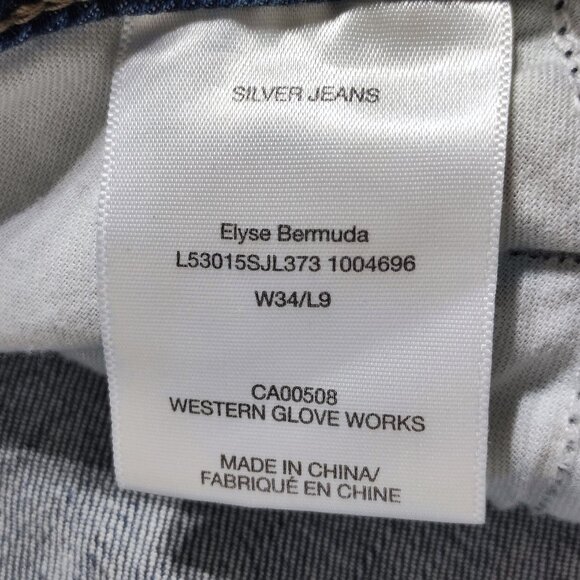 SILVER JEANS
Elyse Bermuda
L53015SJL373 1004696
W34/L9
CA00508
WESTERN GLOVE WORKS
MADE IN CHINA/
FABRIQUÉ EN CHINE